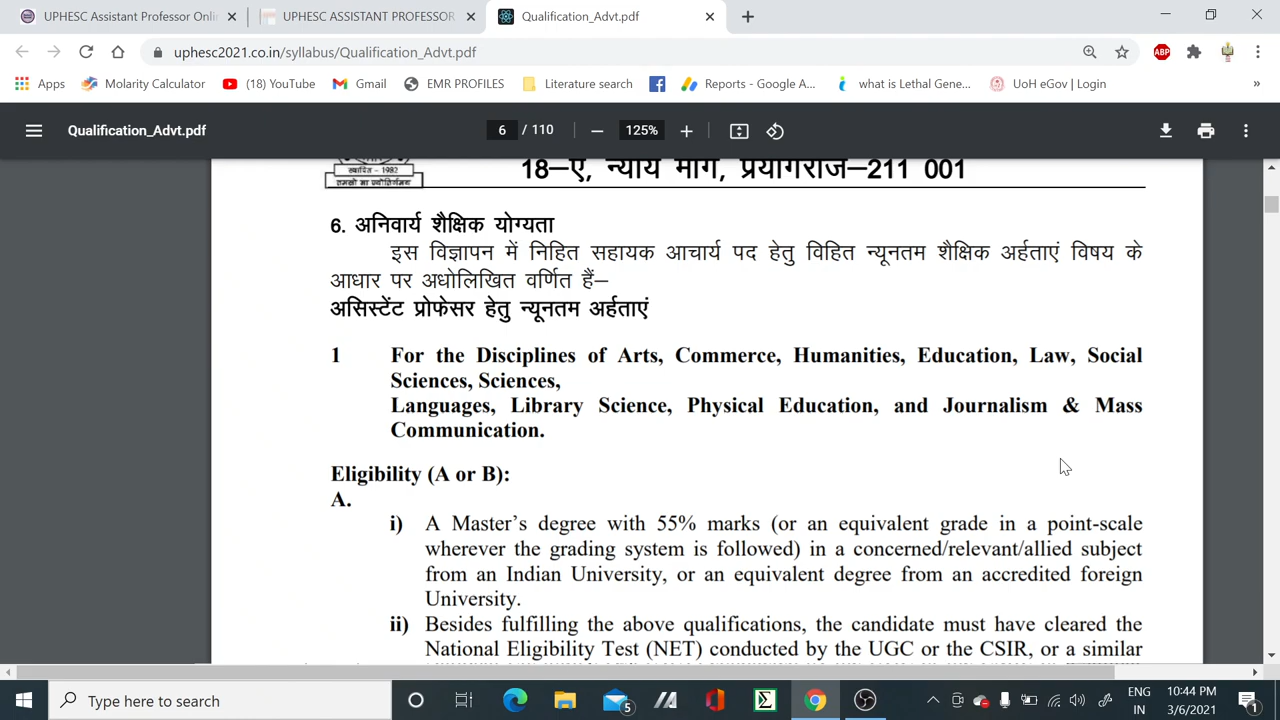 UPHESC Assistant Professor Onli
UPHESC ASSISTANT PROFESSOR
Qualification_Advt.pdf
uphesc2021.co.in/syllabus/Qualification_Advt.pdf
ABP
Apps
Molarity Calculator
(18) YouTube
Gmail
EMR PROFILES
Literature search
Reports - Google A...
what is Lethal Gene...
UoH eGov | Login
»
Qualification_Advt.pdf
6 / 110
125%
स्थापित - 1982
तमसो मा ज्योतिर्गमय
18–ए, न्याय मार्ग, प्रयागराज–211 001
6. अनिवार्य शैक्षिक योग्यता
इस विज्ञापन में निहित सहायक आचार्य पद हेतु विहित न्यूनतम शैक्षिक अर्हताएं विषय के
आधार पर अधोलिखित वर्णित हैं–
असिस्टेंट प्रोफेसर हेतु न्यूनतम अर्हताएं
1 For the Disciplines of Arts, Commerce, Humanities, Education, Law, Social
Sciences, Sciences,
Languages, Library Science, Physical Education, and Journalism & Mass
Communication.
Eligibility (A or B):
A.
i) A Master's degree with 55% marks (or an equivalent grade in a point-scale
wherever the grading system is followed) in a concerned/relevant/allied subject
from an Indian University, or an equivalent degree from an accredited foreign
University.
ii) Besides fulfilling the above qualifications, the candidate must have cleared the
National Eligibility Test (NET) conducted by the UGC or the CSIR, or a similar
Type here to search
5
ENG
IN
10:44 PM
3/6/2021
1